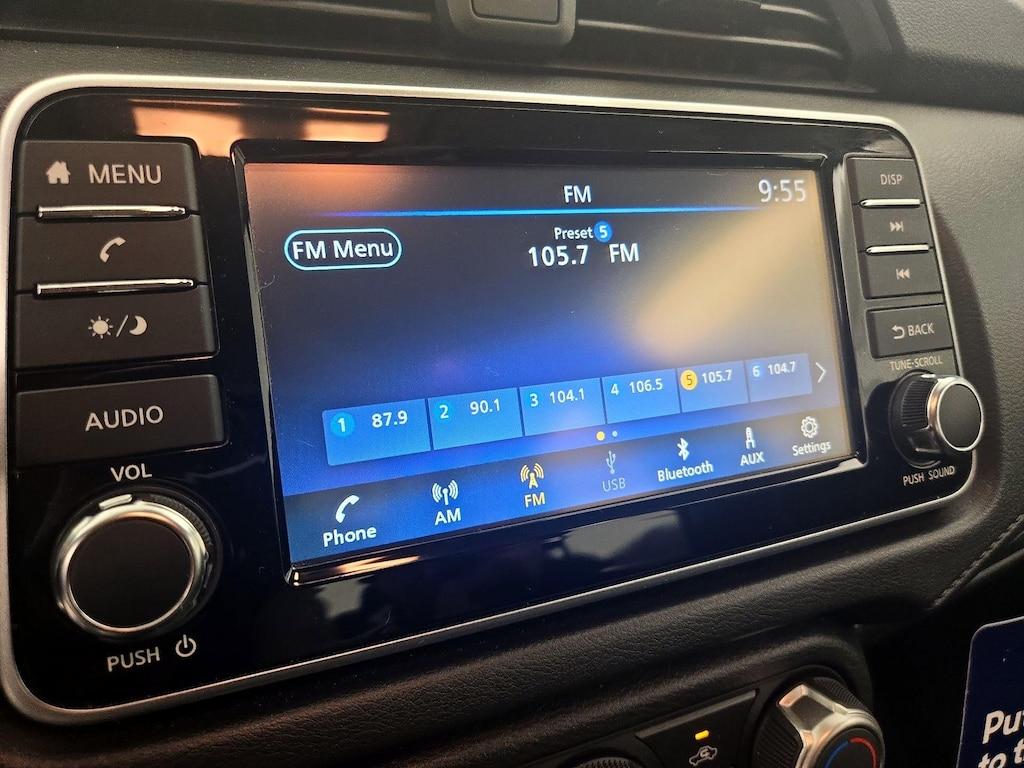 MENU
AUDIO
VOL
PUSH
FM 9:55
FM Menu
Preset 5
105.7 FM
1 87.9 2 90.1 3 104.1 4 106.5 5 105.7 6 104.7
Phone AM FM USB Bluetooth AUX Settings
DISP
BACK
TUNE·SCROLL
PUSH SOUND
to